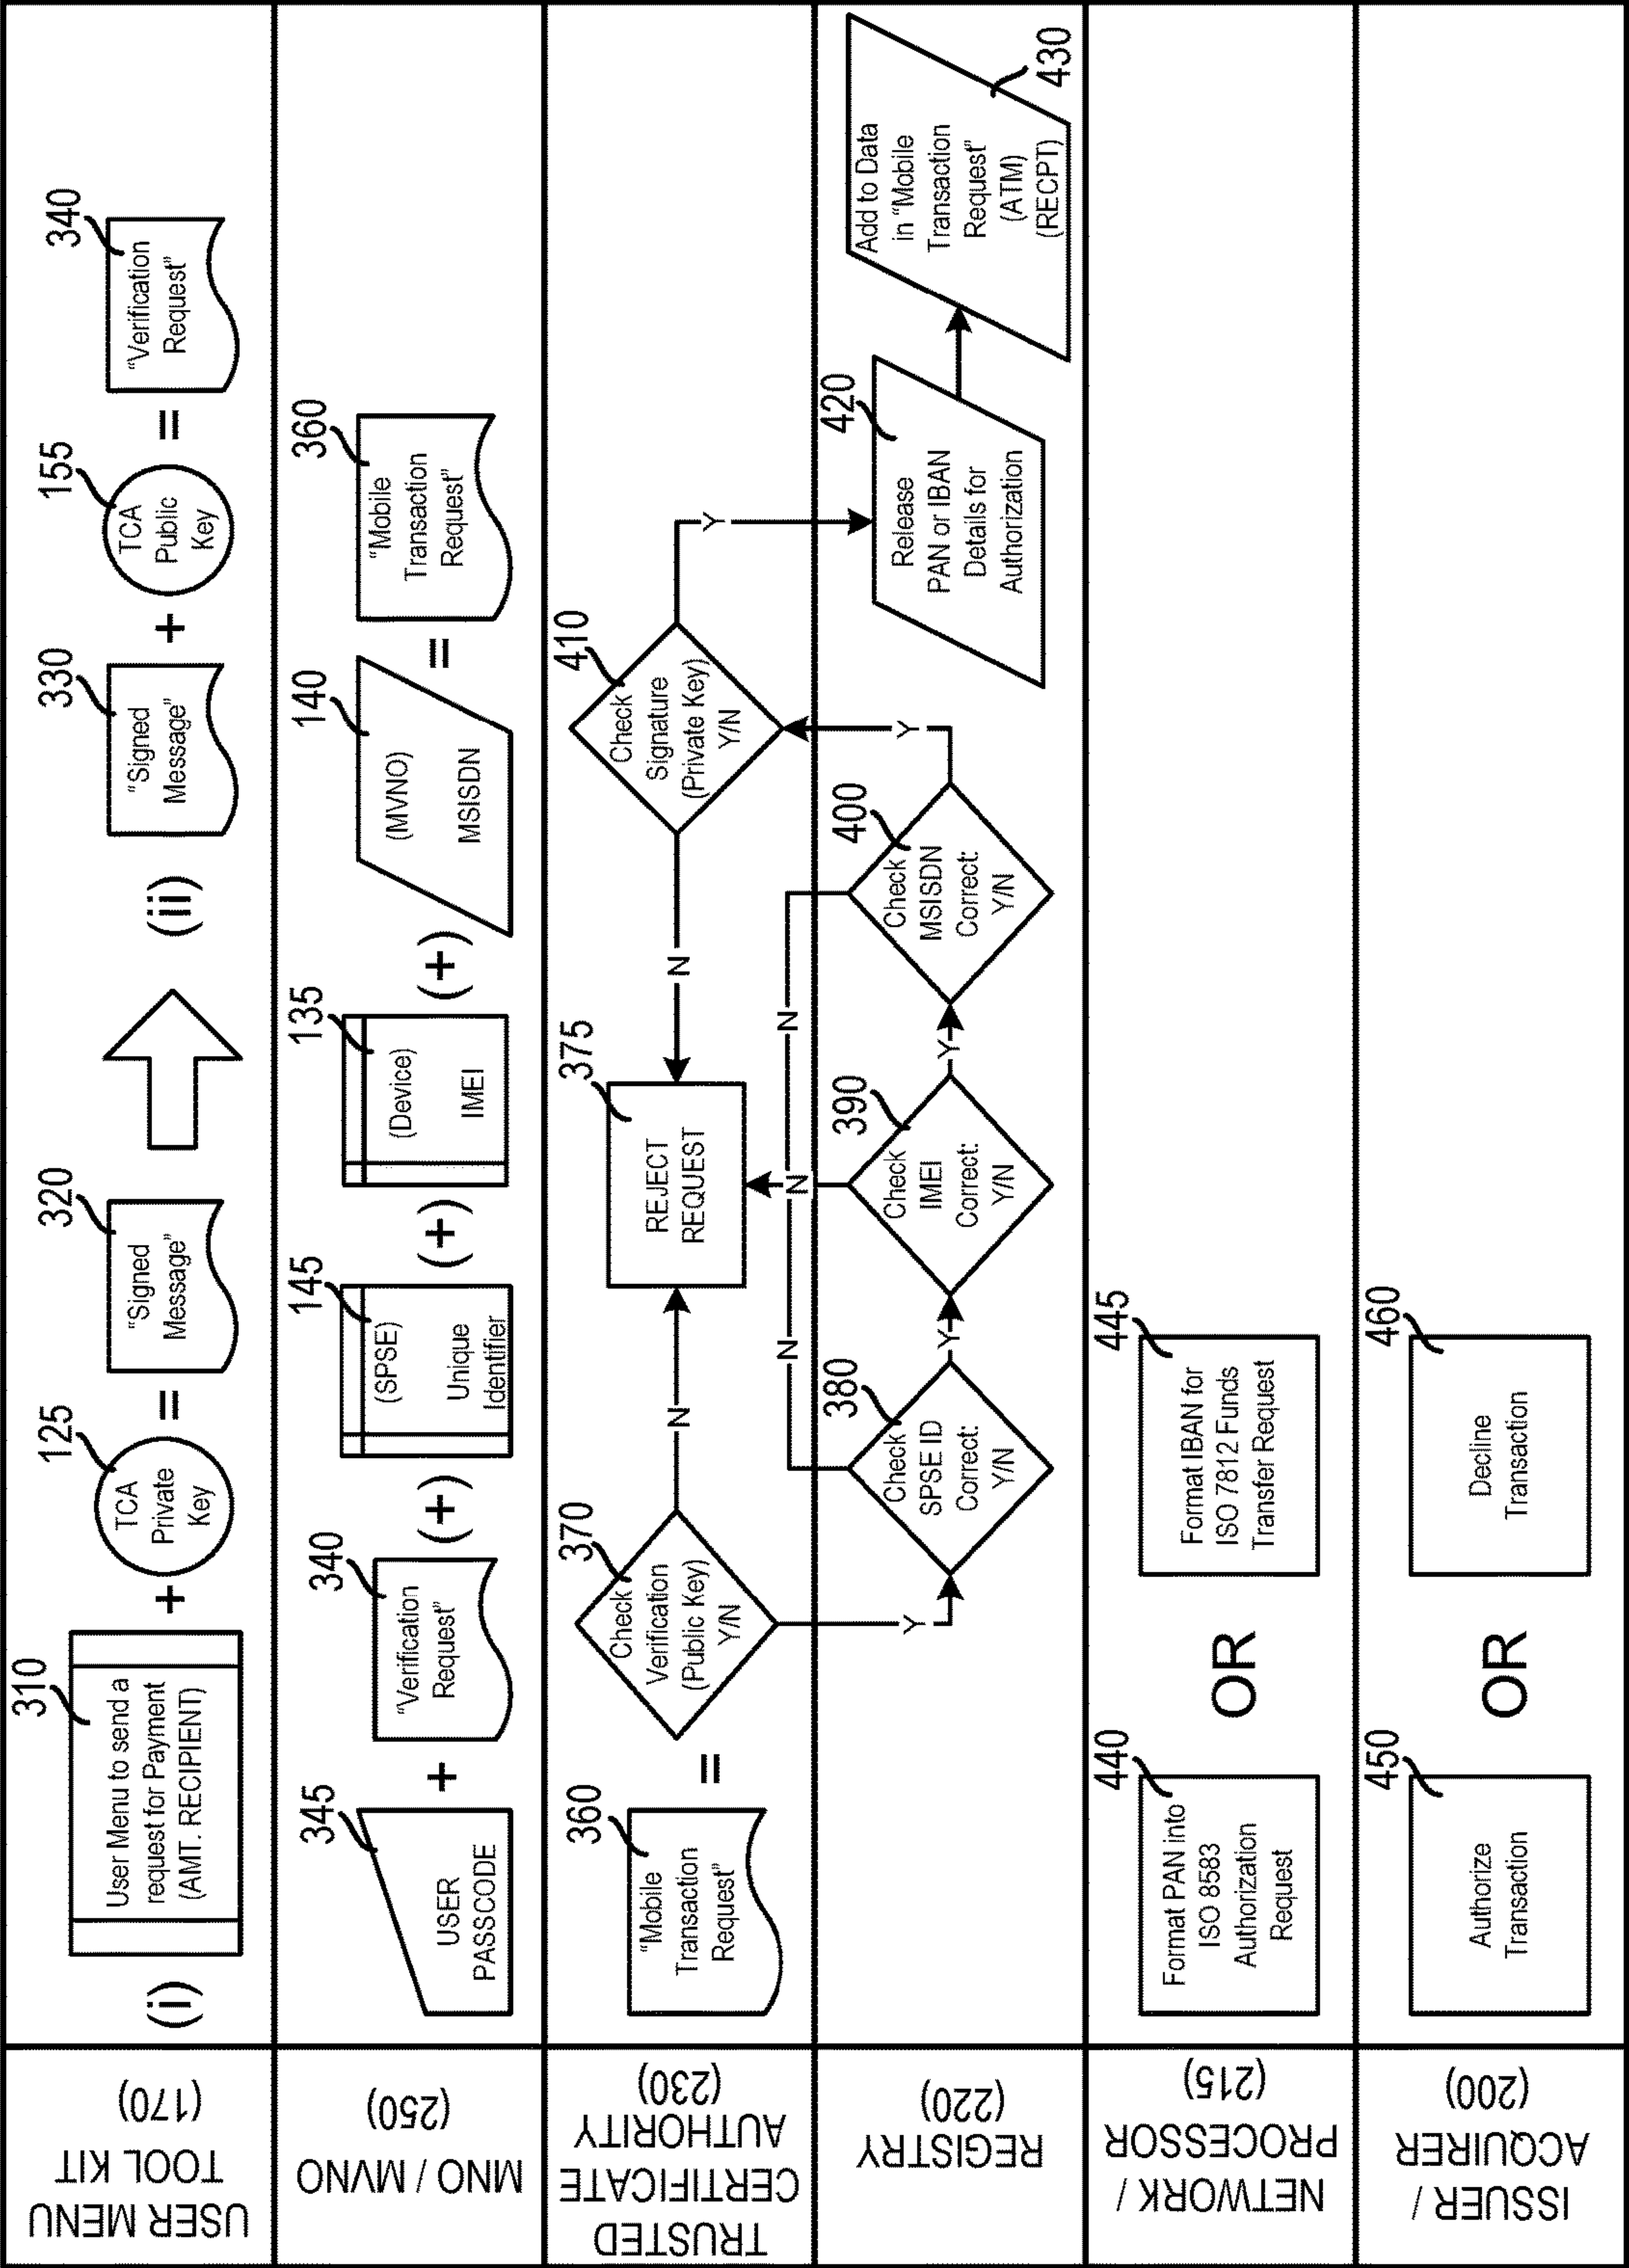 USER MENU
TOOL KIT
(170)
(i)
310
User Menu to send a
request for Payment
(AMT. RECIPIENT)
+
125
TCA
Private
Key
=
320
"Signed
Message"
(ii)
330
"Signed
Message"
+
155
TCA
Public
Key
=
340
"Verification
Request"
MNO / MVNO
(250)
345
USER
PASSCODE
+
340
"Verification
Request"
(+)
145
(SPSE)
Unique
Identifier
(+)
135
(Device)
IMEI
(+)
140
(MVNO)
MSISDN
=
360
"Mobile
Transaction
Request"
TRUSTED
CERTIFICATE
AUTHORITY
(230)
360
"Mobile
Transaction
Request"
=
370
Check
Verification
(Public Key)
Y/N
N
Y
375
REJECT
REQUEST
N
410
Check
Signature
(Private Key)
Y/N
Y
REGISTRY
(220)
380
Check
SPSE ID
Correct:
Y/N
N
Y
390
Check
IMEI
Correct:
Y/N
N
Y
400
Check
MSISDN
Correct:
Y/N
N
Y
420
Release
PAN or IBAN
Details for
Authorization
430
Add to Data
in "Mobile
Transaction
Request"
(ATM)
(RECPT)
NETWORK /
PROCESSOR
(215)
440
Format PAN into
ISO 8583
Authorization
Request
OR
445
Format IBAN for
ISO 7812 Funds
Transfer Request
ISSUER /
ACQUIRER
(200)
450
Authorize
Transaction
OR
460
Decline
Transaction